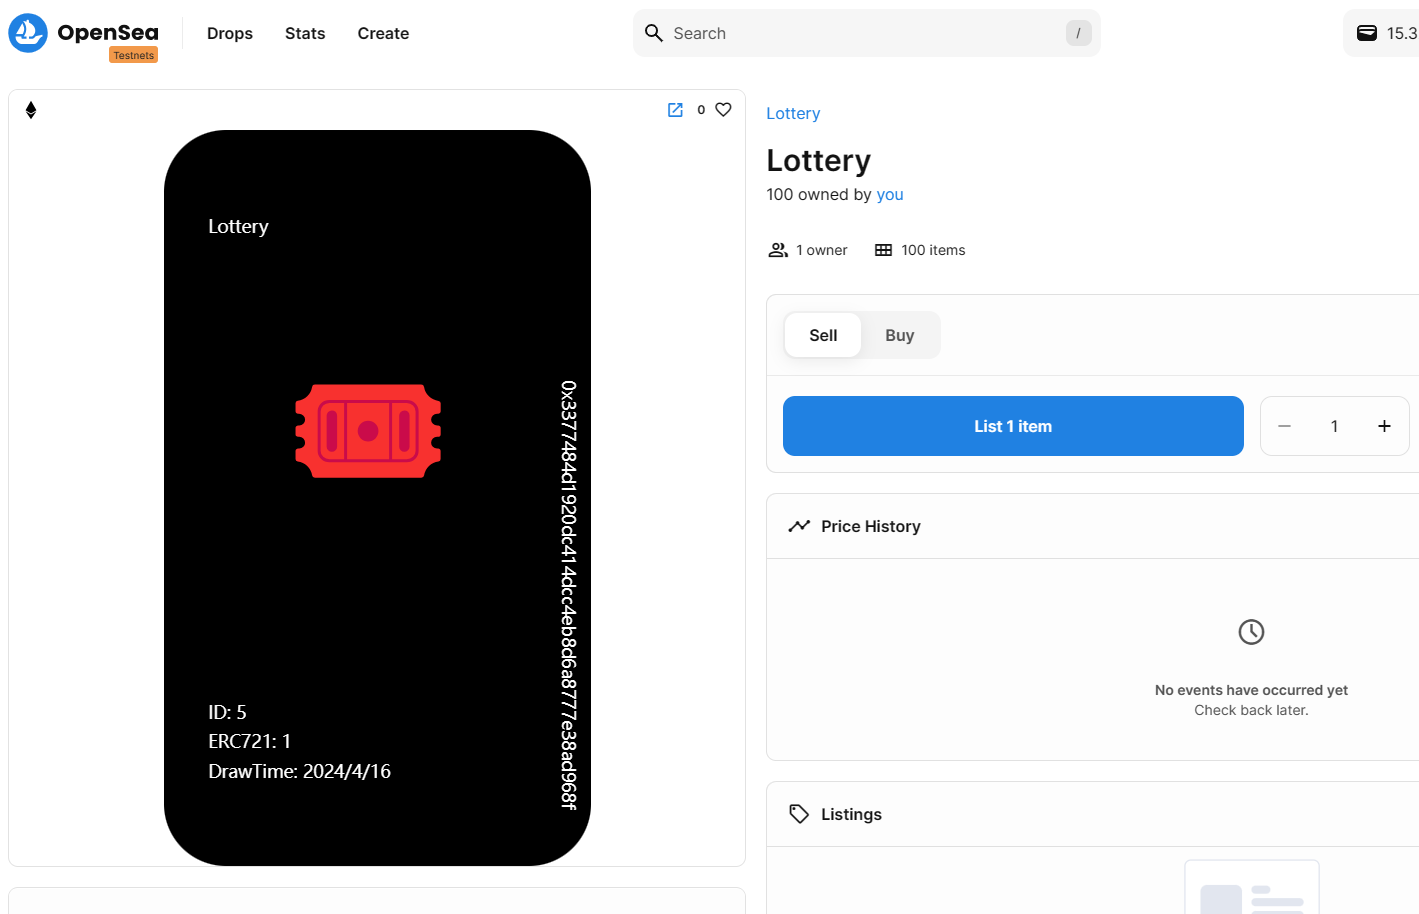 OpenSea
Testnets
Drops
Stats
Create
Search
/
15.3
0
Lottery
0x3377484d1920dc414dcc4eb8d6a8777e38ad968f
ID: 5
ERC721: 1
DrawTime: 2024/4/16
Lottery
Lottery
100 owned by you
1 owner
100 items
Sell
Buy
List 1 item
1
Price History
No events have occurred yet
Check back later.
Listings